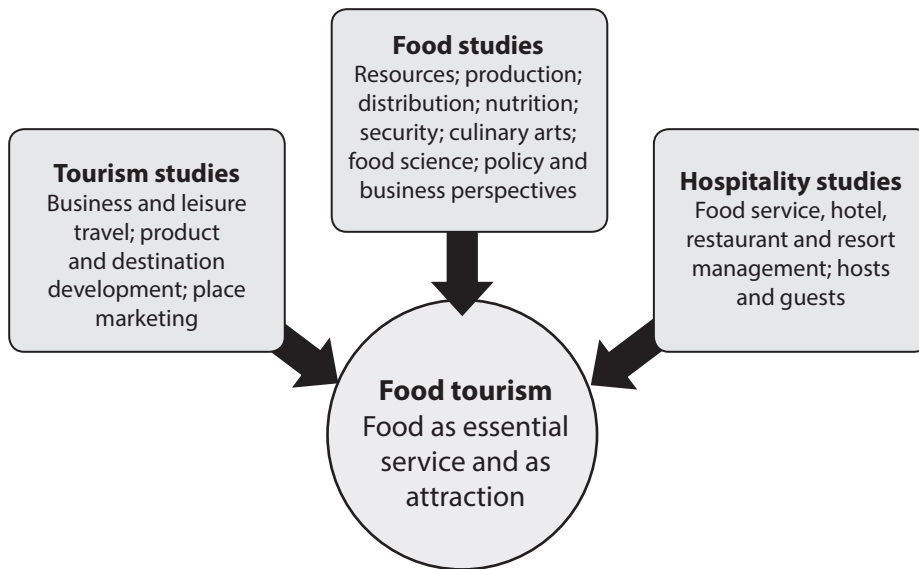 Food studies
Resources; production;
distribution; nutrition;
security; culinary arts;
food science; policy and
business perspectives
Tourism studies
Business and leisure
travel; product
and destination
development; place
marketing
Hospitality studies
Food service, hotel,
restaurant and resort
management; hosts
and guests
Food tourism
Food as essential
service and as
attraction